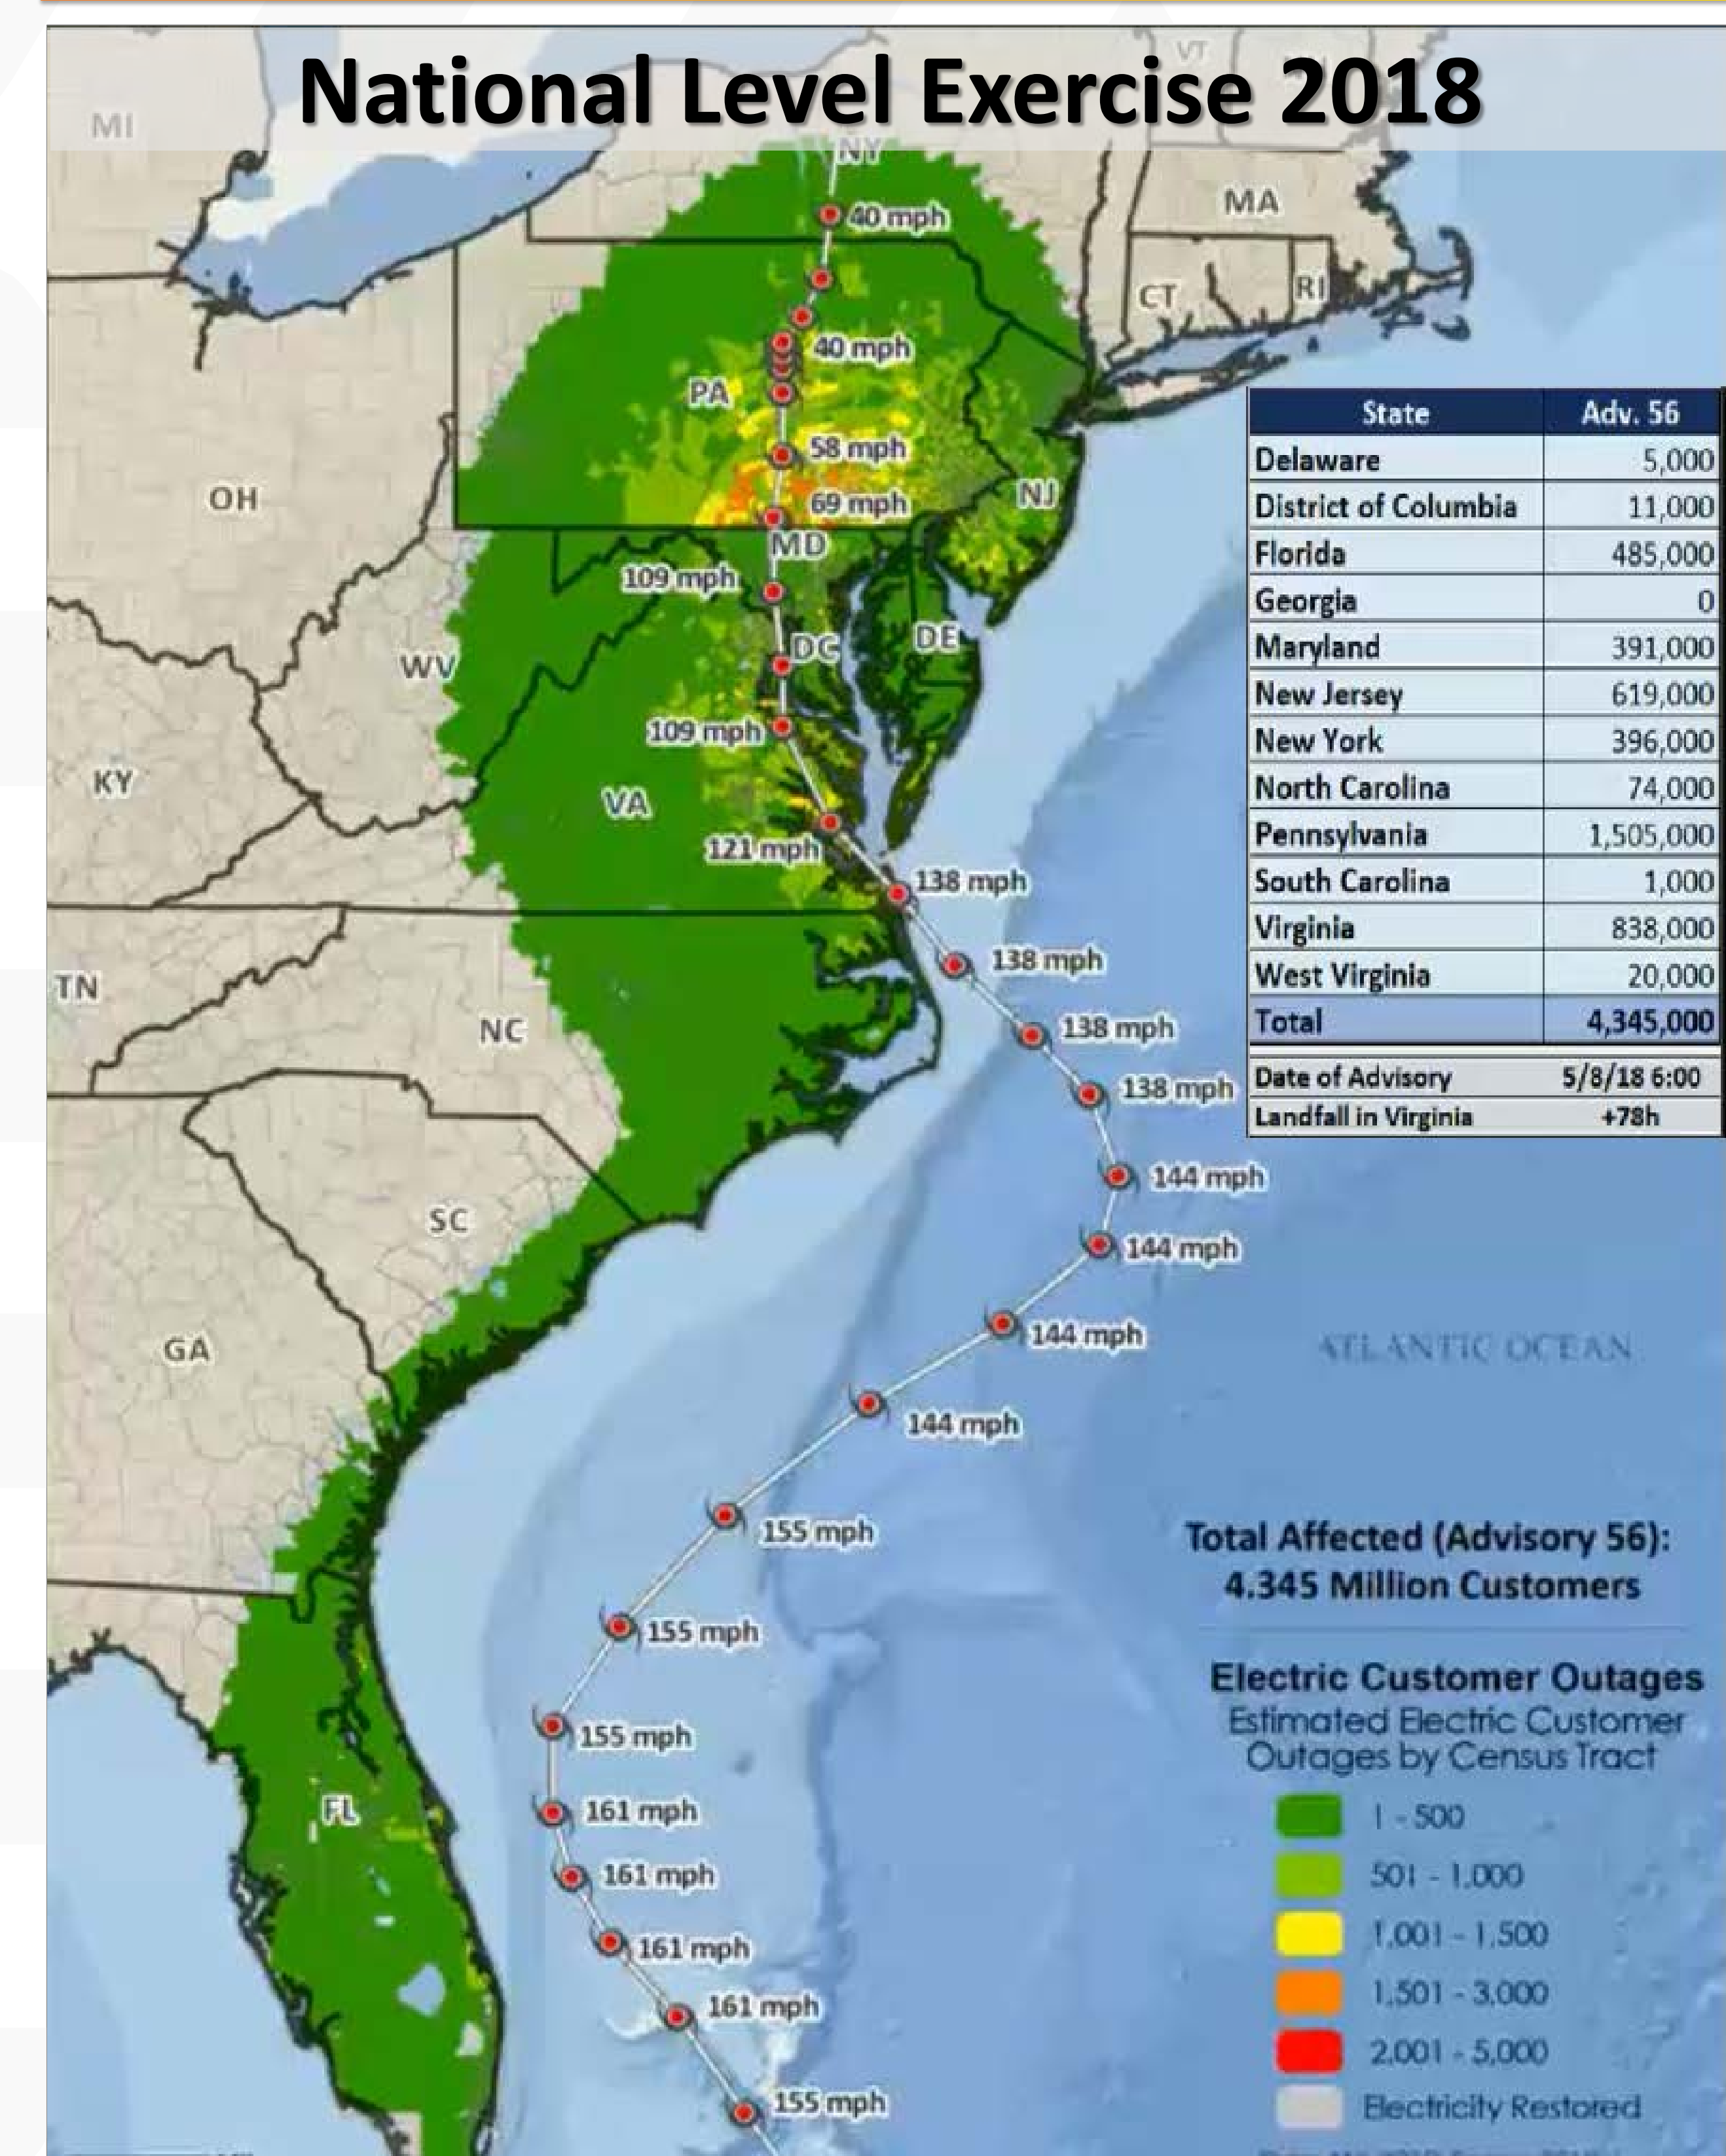 National Level Exercise 2018
VT
MI
NY
40 mph
MA
CT
RI
40 mph
PA
58 mph
OH
NJ
69 mph
MD
109 mph
DC
DE
WV
109 mph
KY
VA
121 mph
138 mph
138 mph
TN
NC
138 mph
138 mph
144 mph
SC
144 mph
144 mph
GA
ATLANTIC OCEAN
144 mph
155 mph
155 mph
155 mph
FL
161 mph
161 mph
161 mph
161 mph
155 mph
State Adv. 56
Delaware 5,000
District of Columbia 11,000
Florida 485,000
Georgia 0
Maryland 391,000
New Jersey 619,000
New York 396,000
North Carolina 74,000
Pennsylvania 1,505,000
South Carolina 1,000
Virginia 838,000
West Virginia 20,000
Total 4,345,000
Date of Advisory 5/8/18 6:00
Landfall in Virginia +78h
Total Affected (Advisory 56):
4.345 Million Customers
Electric Customer Outages
Estimated Electric Customer
Outages by Census Tract
1 - 500
501 - 1,000
1,001 - 1,500
1,501 - 3,000
2,001 - 5,000
Electricity Restored